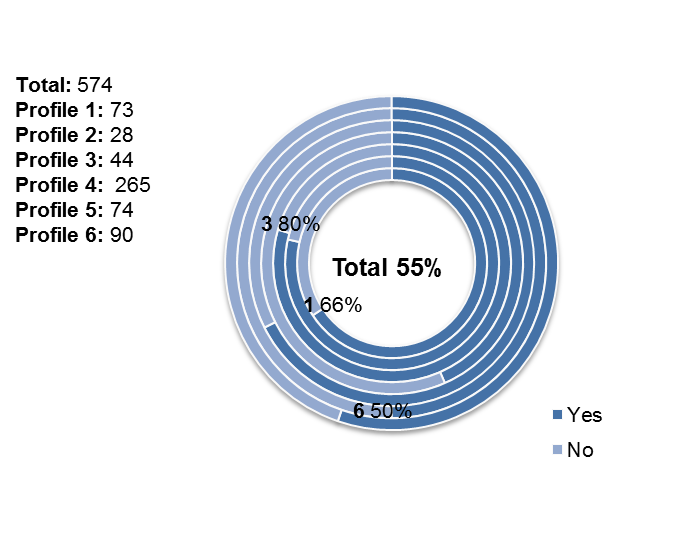 Total: 574
Profile 1: 73
Profile 2: 28
Profile 3: 44
Profile 4: 265
Profile 5: 74
Profile 6: 90
3 80%
Total 55%
1 66%
6 50%
Yes
No